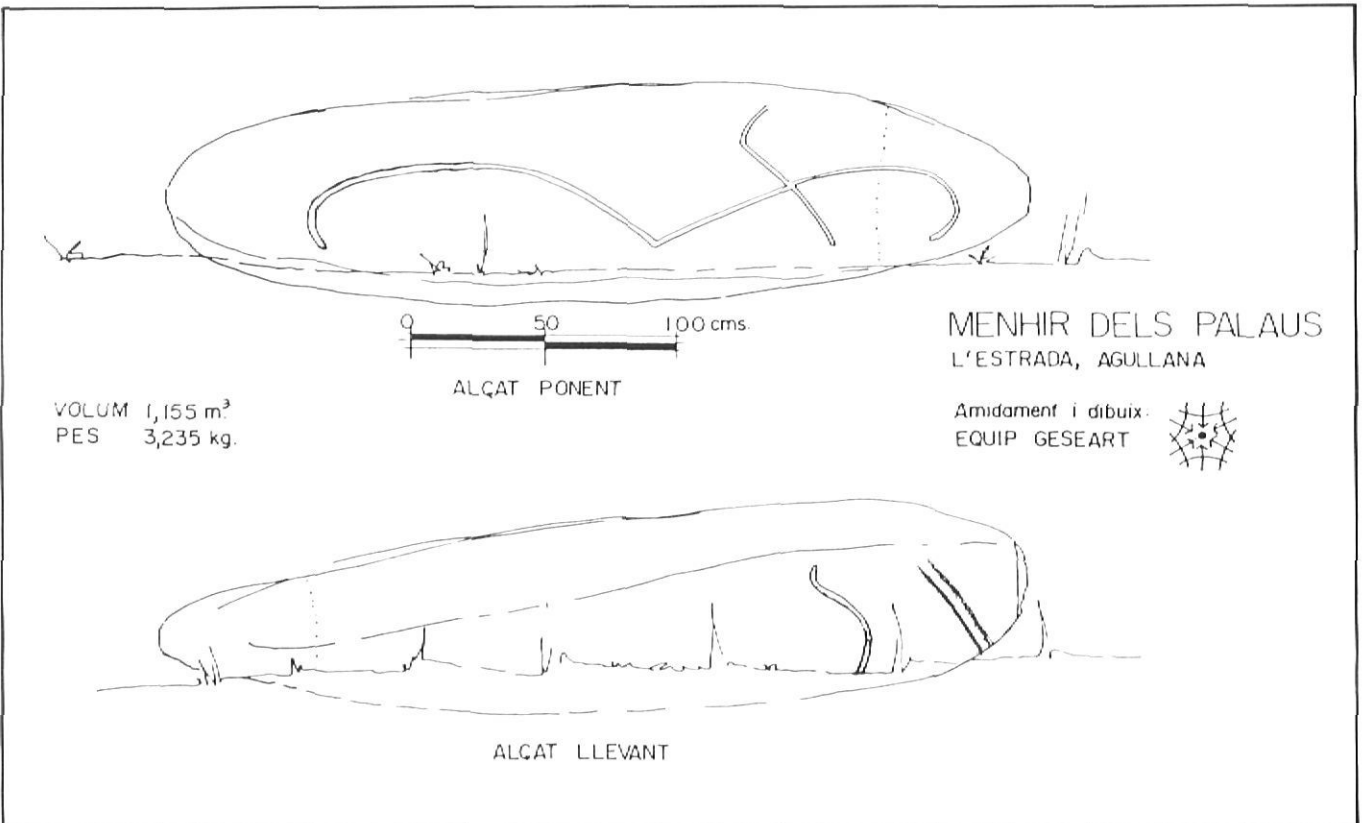 0 50 100 cms.
ALÇAT PONENT
MENHIR DELS PALAUS
L'ESTRADA, AGULLANA
VOLUM 1,155 m³.
PES 3,235 kg.
Amidament i dibuix:
EQUIP GESEART
ALÇAT LLEVANT